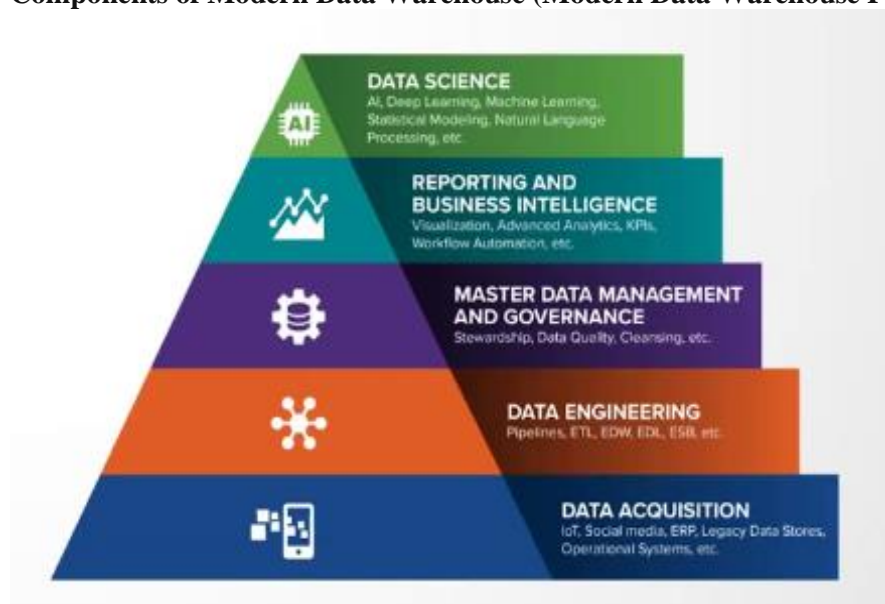 Components of Modern Data Warehouse (Modern Data Warehouse
DATA SCIENCE
AI, Deep Learning, Machine Learning,
Statistical Modeling, Natural Language
Processing, etc.
AI
REPORTING AND
BUSINESS INTELLIGENCE
Visualization, Advanced Analytics, KPIs,
Workflow Automation, etc.
MASTER DATA MANAGEMENT
AND GOVERNANCE
Stewardship, Data Quality, Cleansing, etc.
DATA ENGINEERING
Pipelines, ETL, EDW, EDL, ESB, etc.
DATA ACQUISITION
IoT, Social media, ERP, Legacy Data Stores,
Operational Systems, etc.